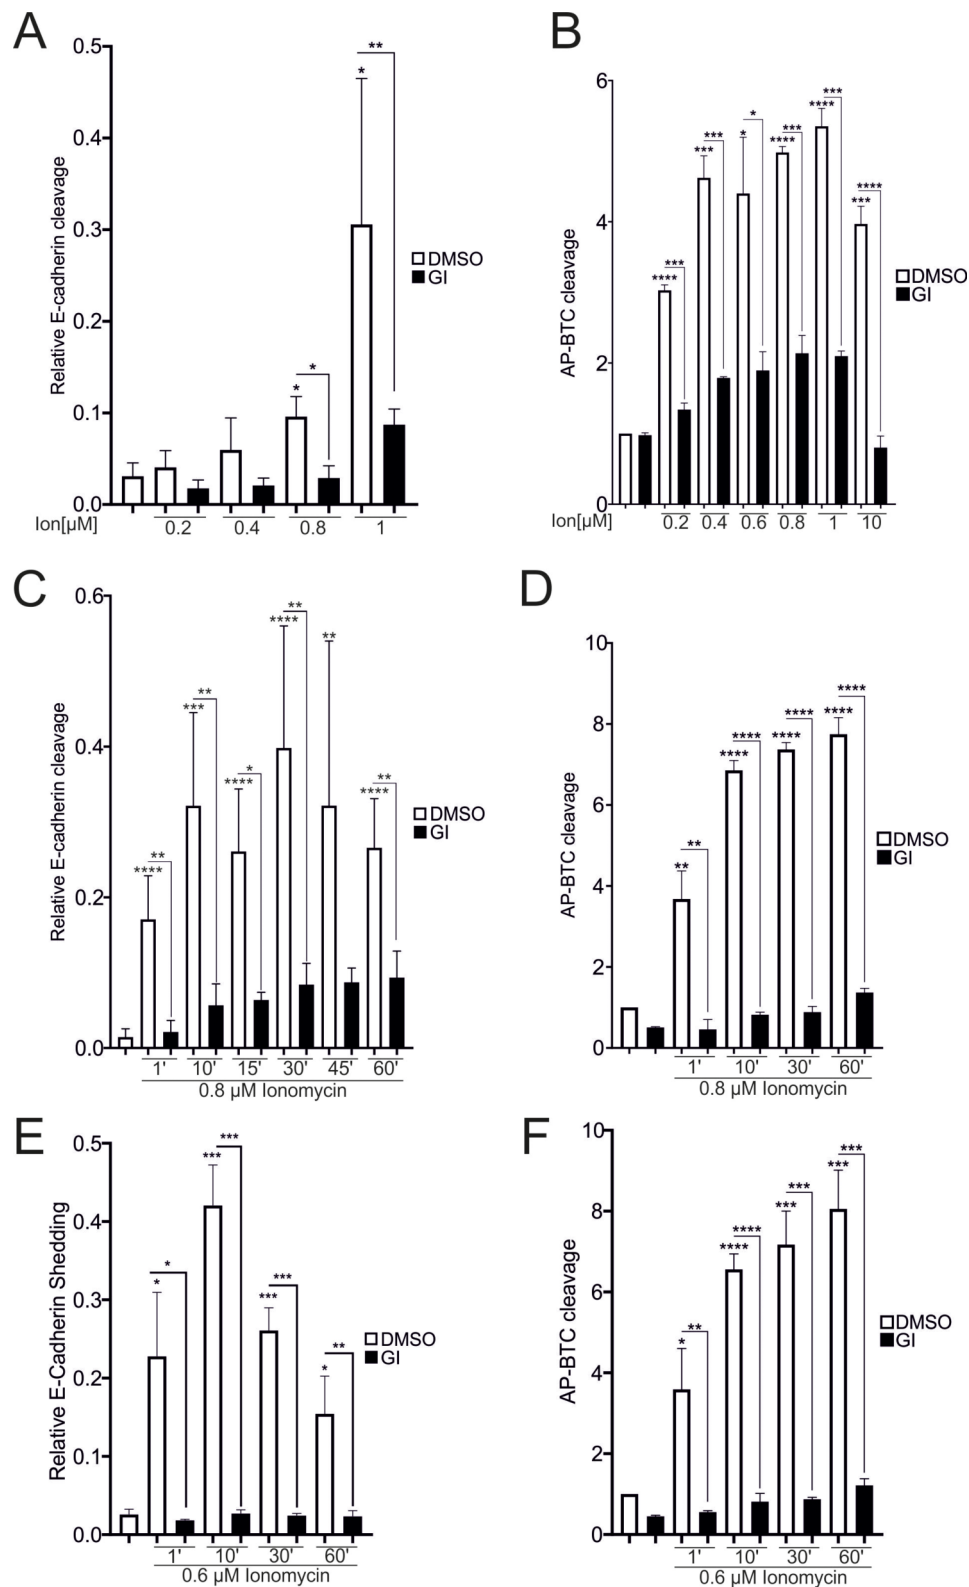 A
Relative E-cadherin cleavage
0.5
0.4
0.3
0.2
0.1
0.0
**
*
*
*
DMSO
GI
Ion[µM]
0.2 0.4 0.8 1
B
AP-BTC cleavage
6
4
2
0
*** **** *** *** * * *** **** *** **** **** ***
DMSO
GI
Ion[µM]
0.2 0.4 0.6 0.8 1 10
C
Relative E-cadherin cleavage
0.6
0.4
0.2
0.0
** **** ** *** * **** ** **** ** ** ****
DMSO
GI
1' 10' 15' 30' 45' 60'
0.8 µM Ionomycin
D
AP-BTC cleavage
10
8
6
4
2
0
** ** **** **** **** **** **** ****
DMSO
GI
1' 10' 30' 60'
0.8 µM Ionomycin
E
Relative E-Cadherin Shedding
0.5
0.4
0.3
0.2
0.1
0.0
* * *** *** *** *** ** *
DMSO
GI
1' 10' 30' 60'
0.6 µM Ionomycin
F
AP-BTC cleavage
10
8
6
4
2
0
** * **** **** *** *** *** ***
DMSO
GI
1' 10' 30' 60'
0.6 µM Ionomycin